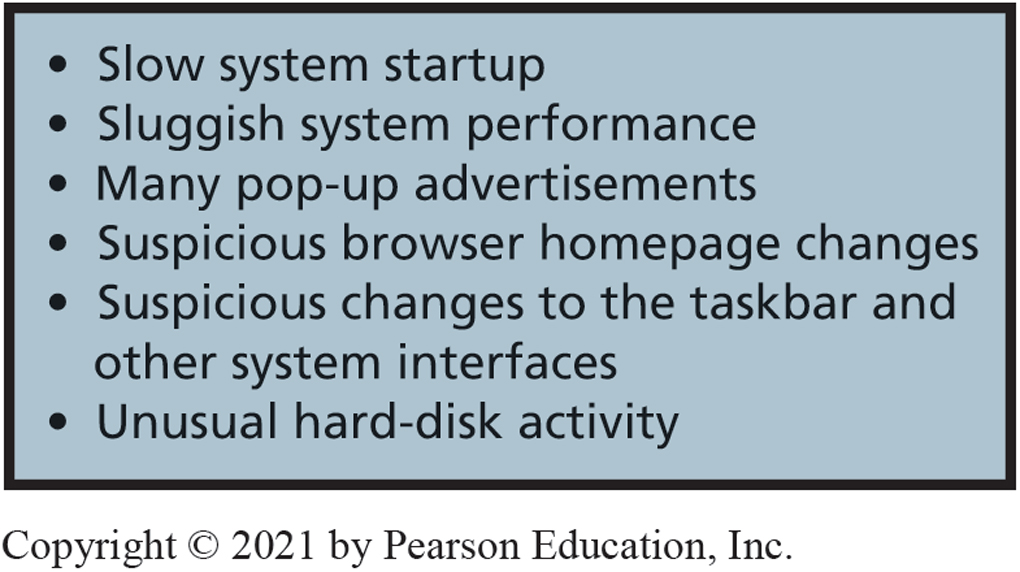 • Slow system startup
• Sluggish system performance
• Many pop-up advertisements
• Suspicious browser homepage changes
• Suspicious changes to the taskbar and
other system interfaces
• Unusual hard-disk activity
Copyright © 2021 by Pearson Education, Inc.